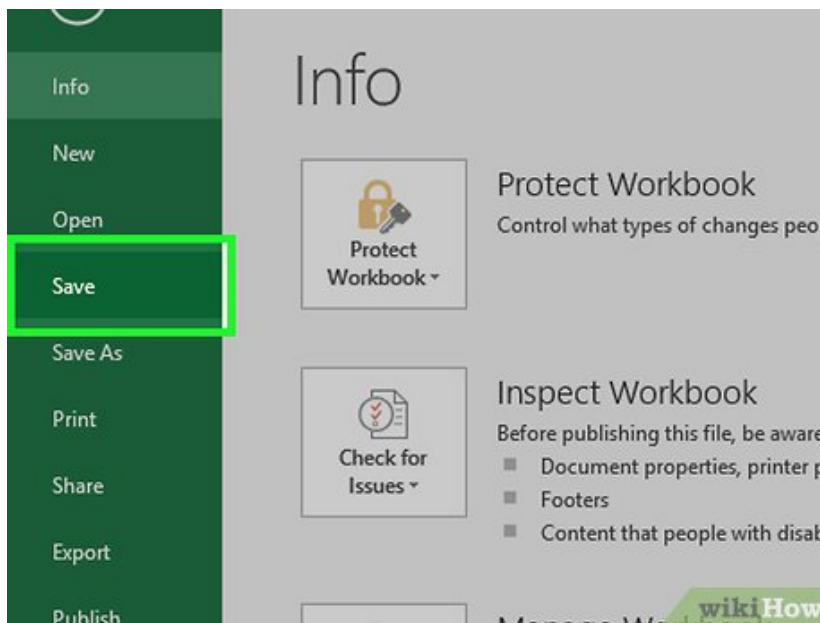 Info
New
Open
Save
Save As
Print
Share
Export
Publish
Info
Protect
Workbook
Protect Workbook
Control what types of changes peo
Check for
Issues
Inspect Workbook
Before publishing this file, be aware
Document properties, printer p
Footers
Content that people with disab
Manage
wikiHow